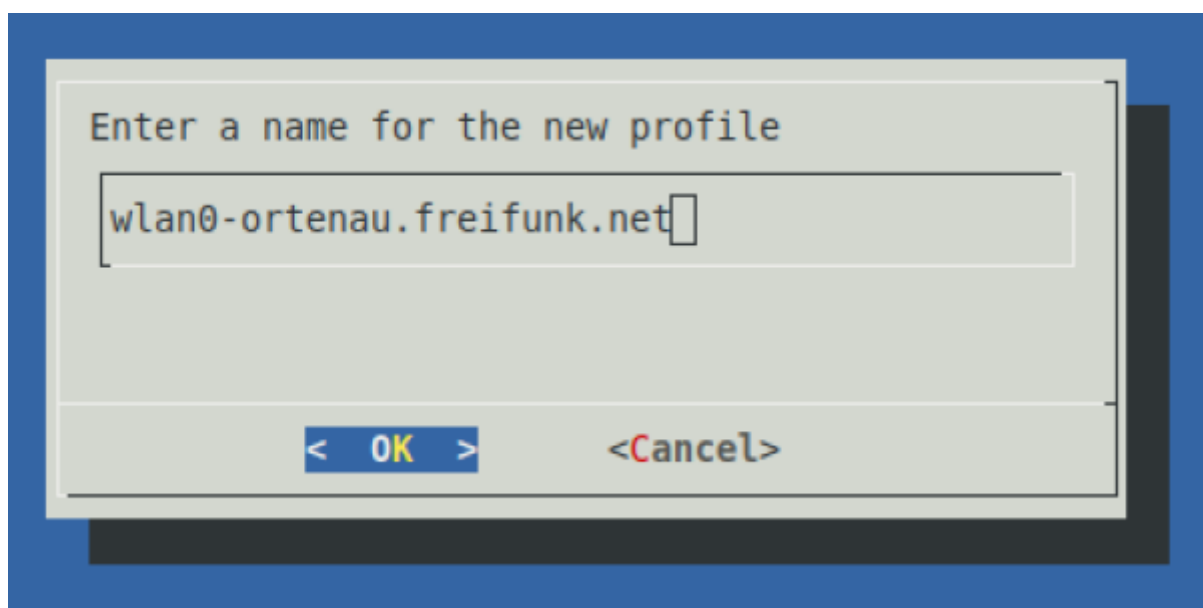 Enter a name for the new profile
wlan0-ortenau.freifunk.net
<  OK  > <Cancel>